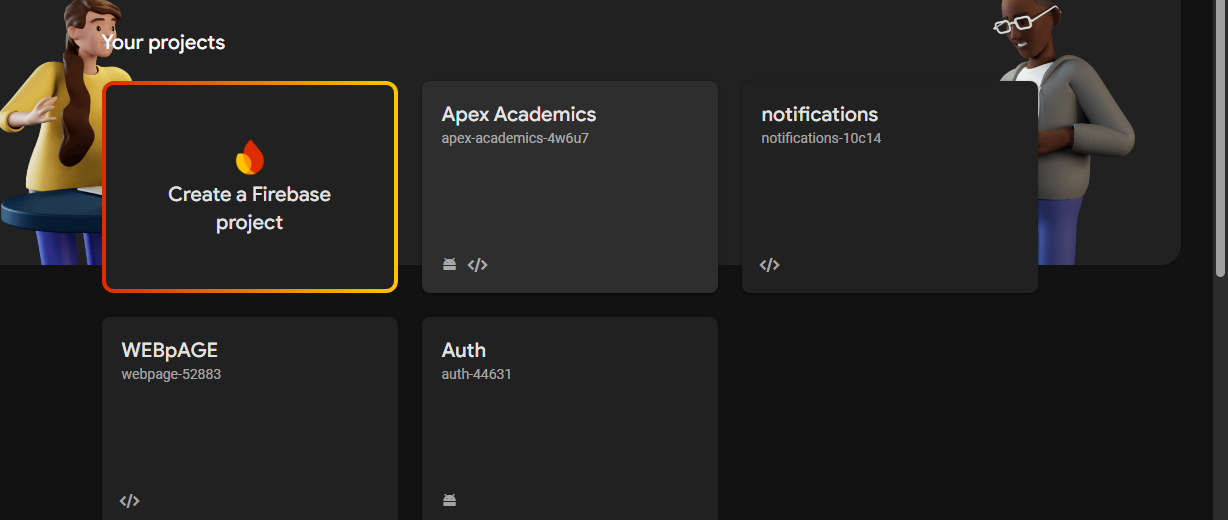 Your projects
Create a Firebase
project
Apex Academics
apex-academics-4w6u7
notifications
notifications-10c14
WEBpAGE
webpage-52883
Auth
auth-44631